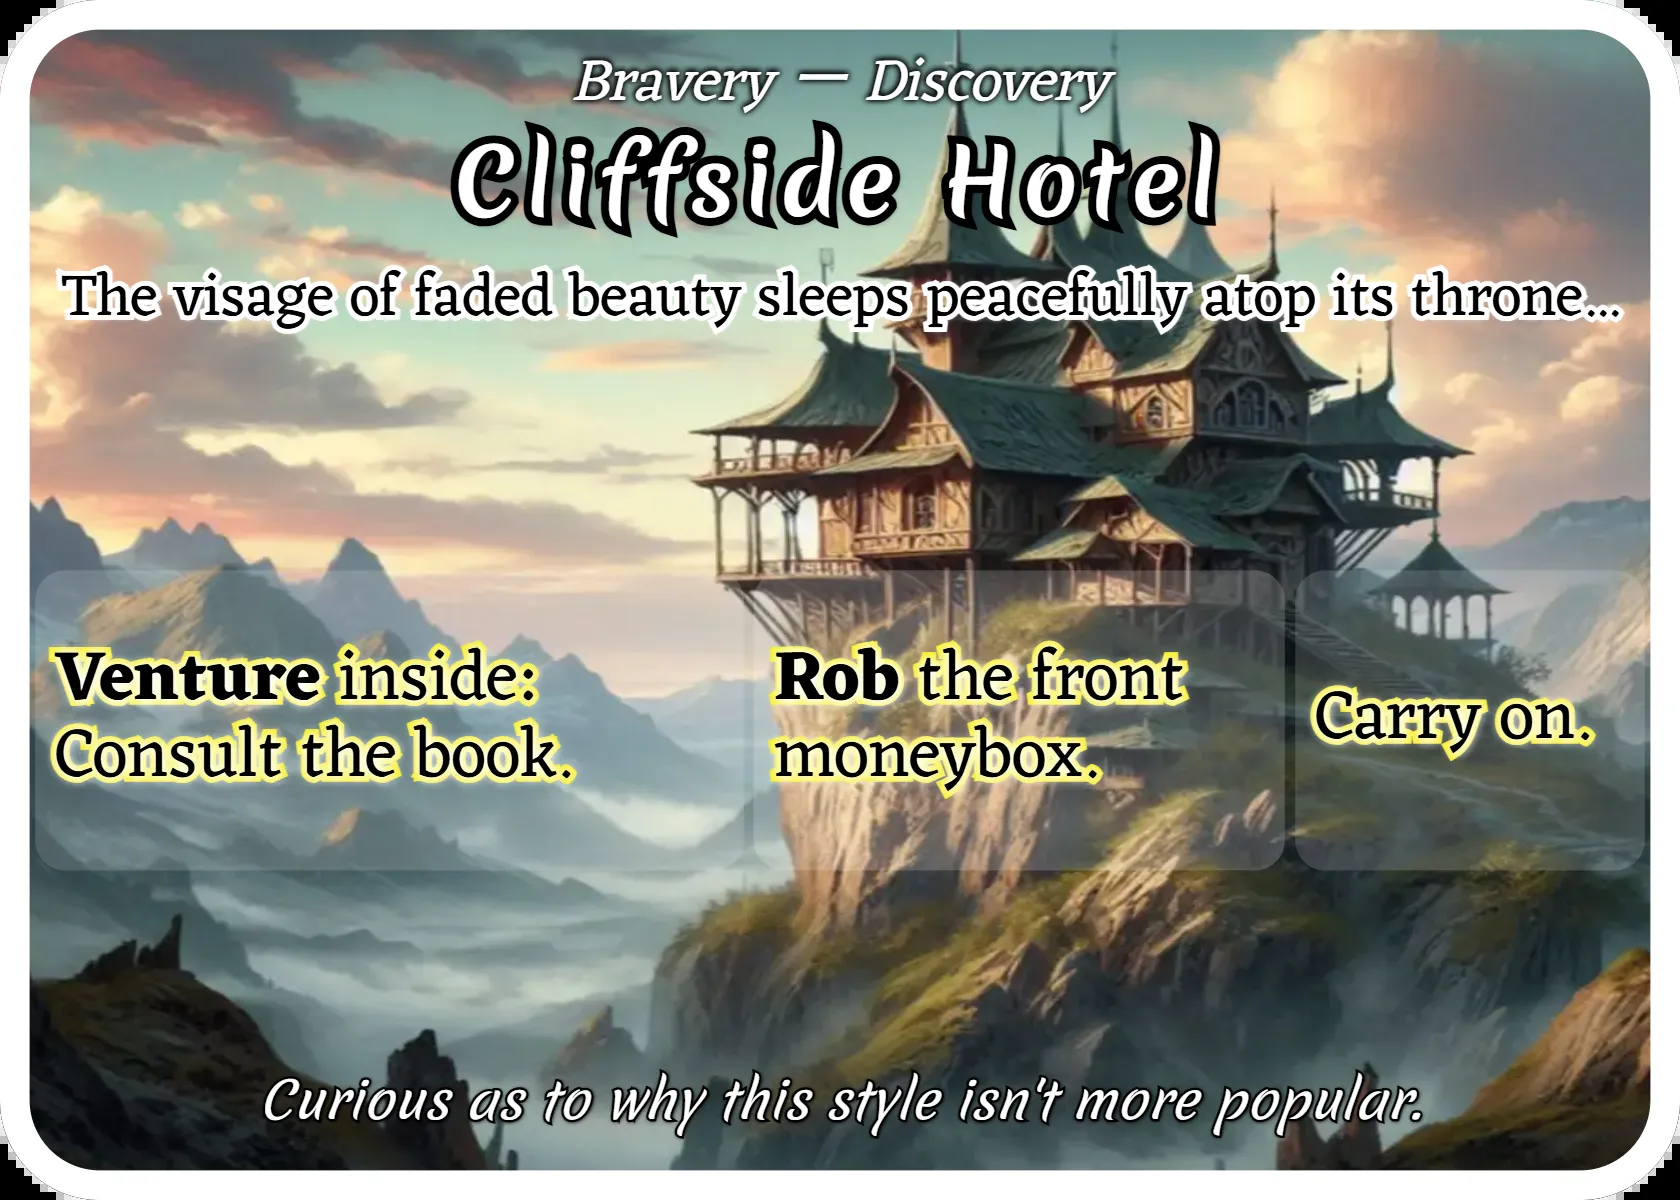 Bravery — Discovery
Cliffside Hotel
The visage of faded beauty sleeps peacefully atop its throne...
Venture inside:
Consult the book.
Rob the front
moneybox.
Carry on.
Curious as to why this style isn't more popular.